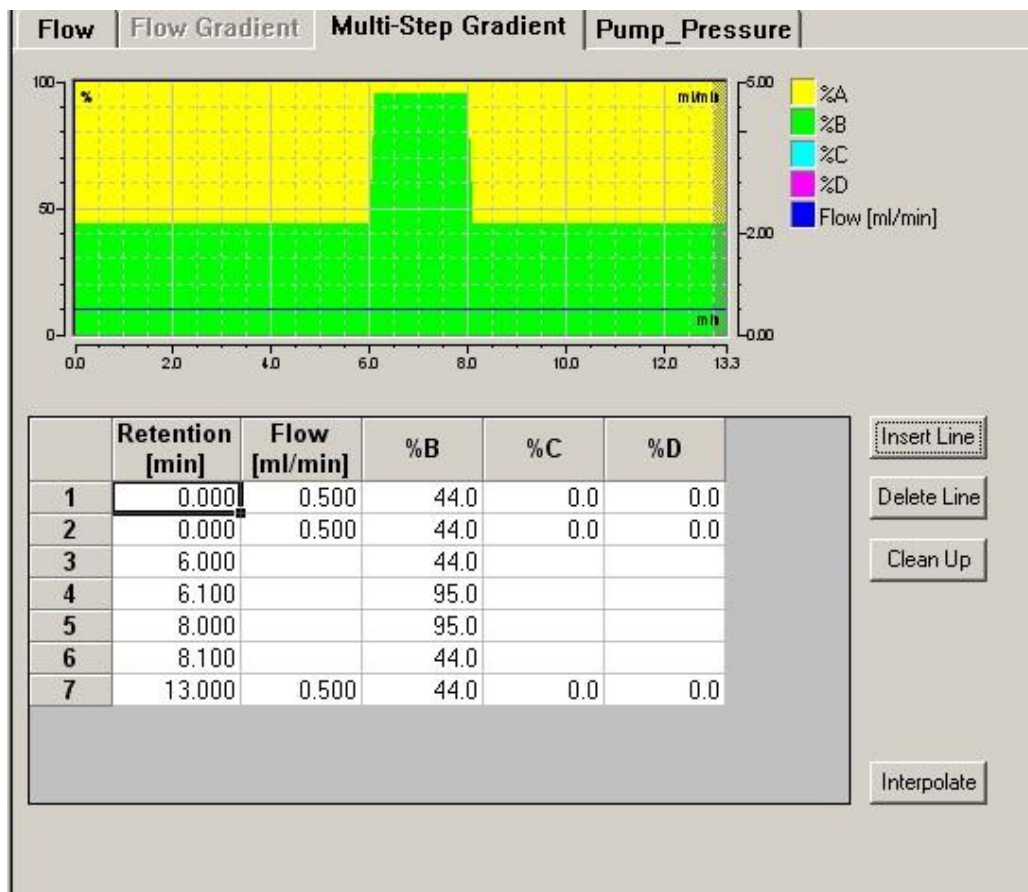 Flow Flow Gradient Multi-Step Gradient Pump_Pressure
100 % ml/min 5.00
50
2.00
0 0.00
0.0 2.0 4.0 6.0 8.0 10.0 12.0 13.3
%A
%B
%C
%D
Flow [ml/min]
Retention [min] Flow [ml/min] %B %C %D
1 0.000 0.500 44.0 0.0 0.0
2 0.000 0.500 44.0 0.0 0.0
3 6.000 44.0
4 6.100 95.0
5 8.000 95.0
6 8.100 44.0
7 13.000 0.500 44.0 0.0 0.0
Insert Line
Delete Line
Clean Up
Interpolate